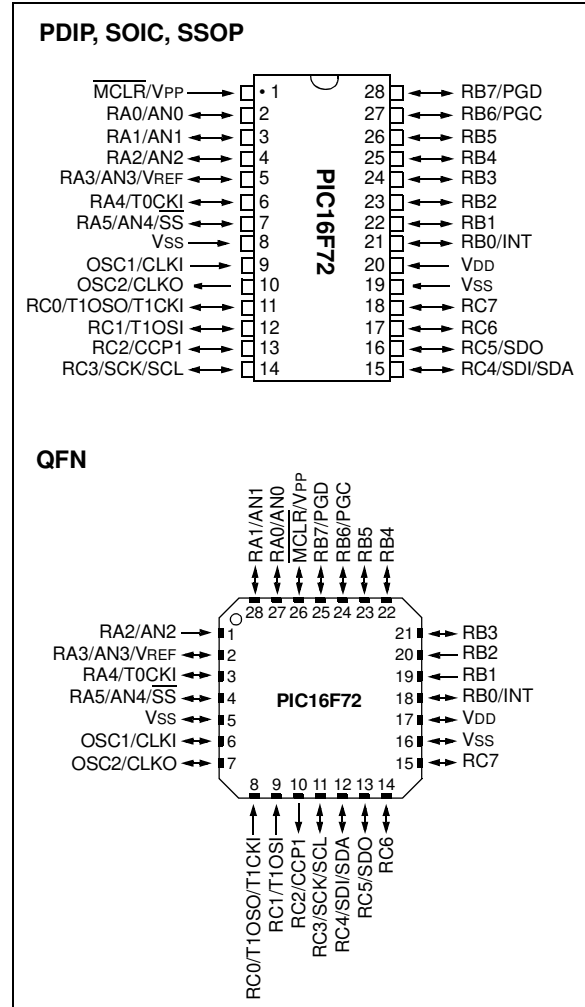 PDIP, SOIC, SSOP
MCLR/VPP 1 28 RB7/PGD
RA0/AN0 2 27 RB6/PGC
RA1/AN1 3 26 RB5
RA2/AN2 4 25 RB4
RA3/AN3/VREF 5 24 RB3
RA4/T0CKI 6 23 RB2
RA5/AN4/SS 7 22 RB1
VSS 8 21 RB0/INT
OSC1/CLKI 9 20 VDD
OSC2/CLKO 10 19 VSS
RC0/T1OSO/T1CKI 11 18 RC7
RC1/T1OSI 12 17 RC6
RC2/CCP1 13 16 RC5/SDO
RC3/SCK/SCL 14 15 RC4/SDI/SDA
PIC16F72
QFN
RA1/AN1
RA0/AN0
MCLR/VPP
RB7/PGD
RB6/PGC
RB5
RB4
28 27 26 25 24 23 22
RA2/AN2 1 21 RB3
RA3/AN3/VREF 2 20 RB2
RA4/T0CKI 3 19 RB1
RA5/AN4/SS 4 18 RB0/INT
VSS 5 17 VDD
OSC1/CLKI 6 16 VSS
OSC2/CLKO 7 15 RC7
PIC16F72
8 9 10 11 12 13 14
RC0/T1OSO/T1CKI
RC1/T1OSI
RC2/CCP1
RC3/SCK/SCL
RC4/SDI/SDA
RC5/SDO
RC6